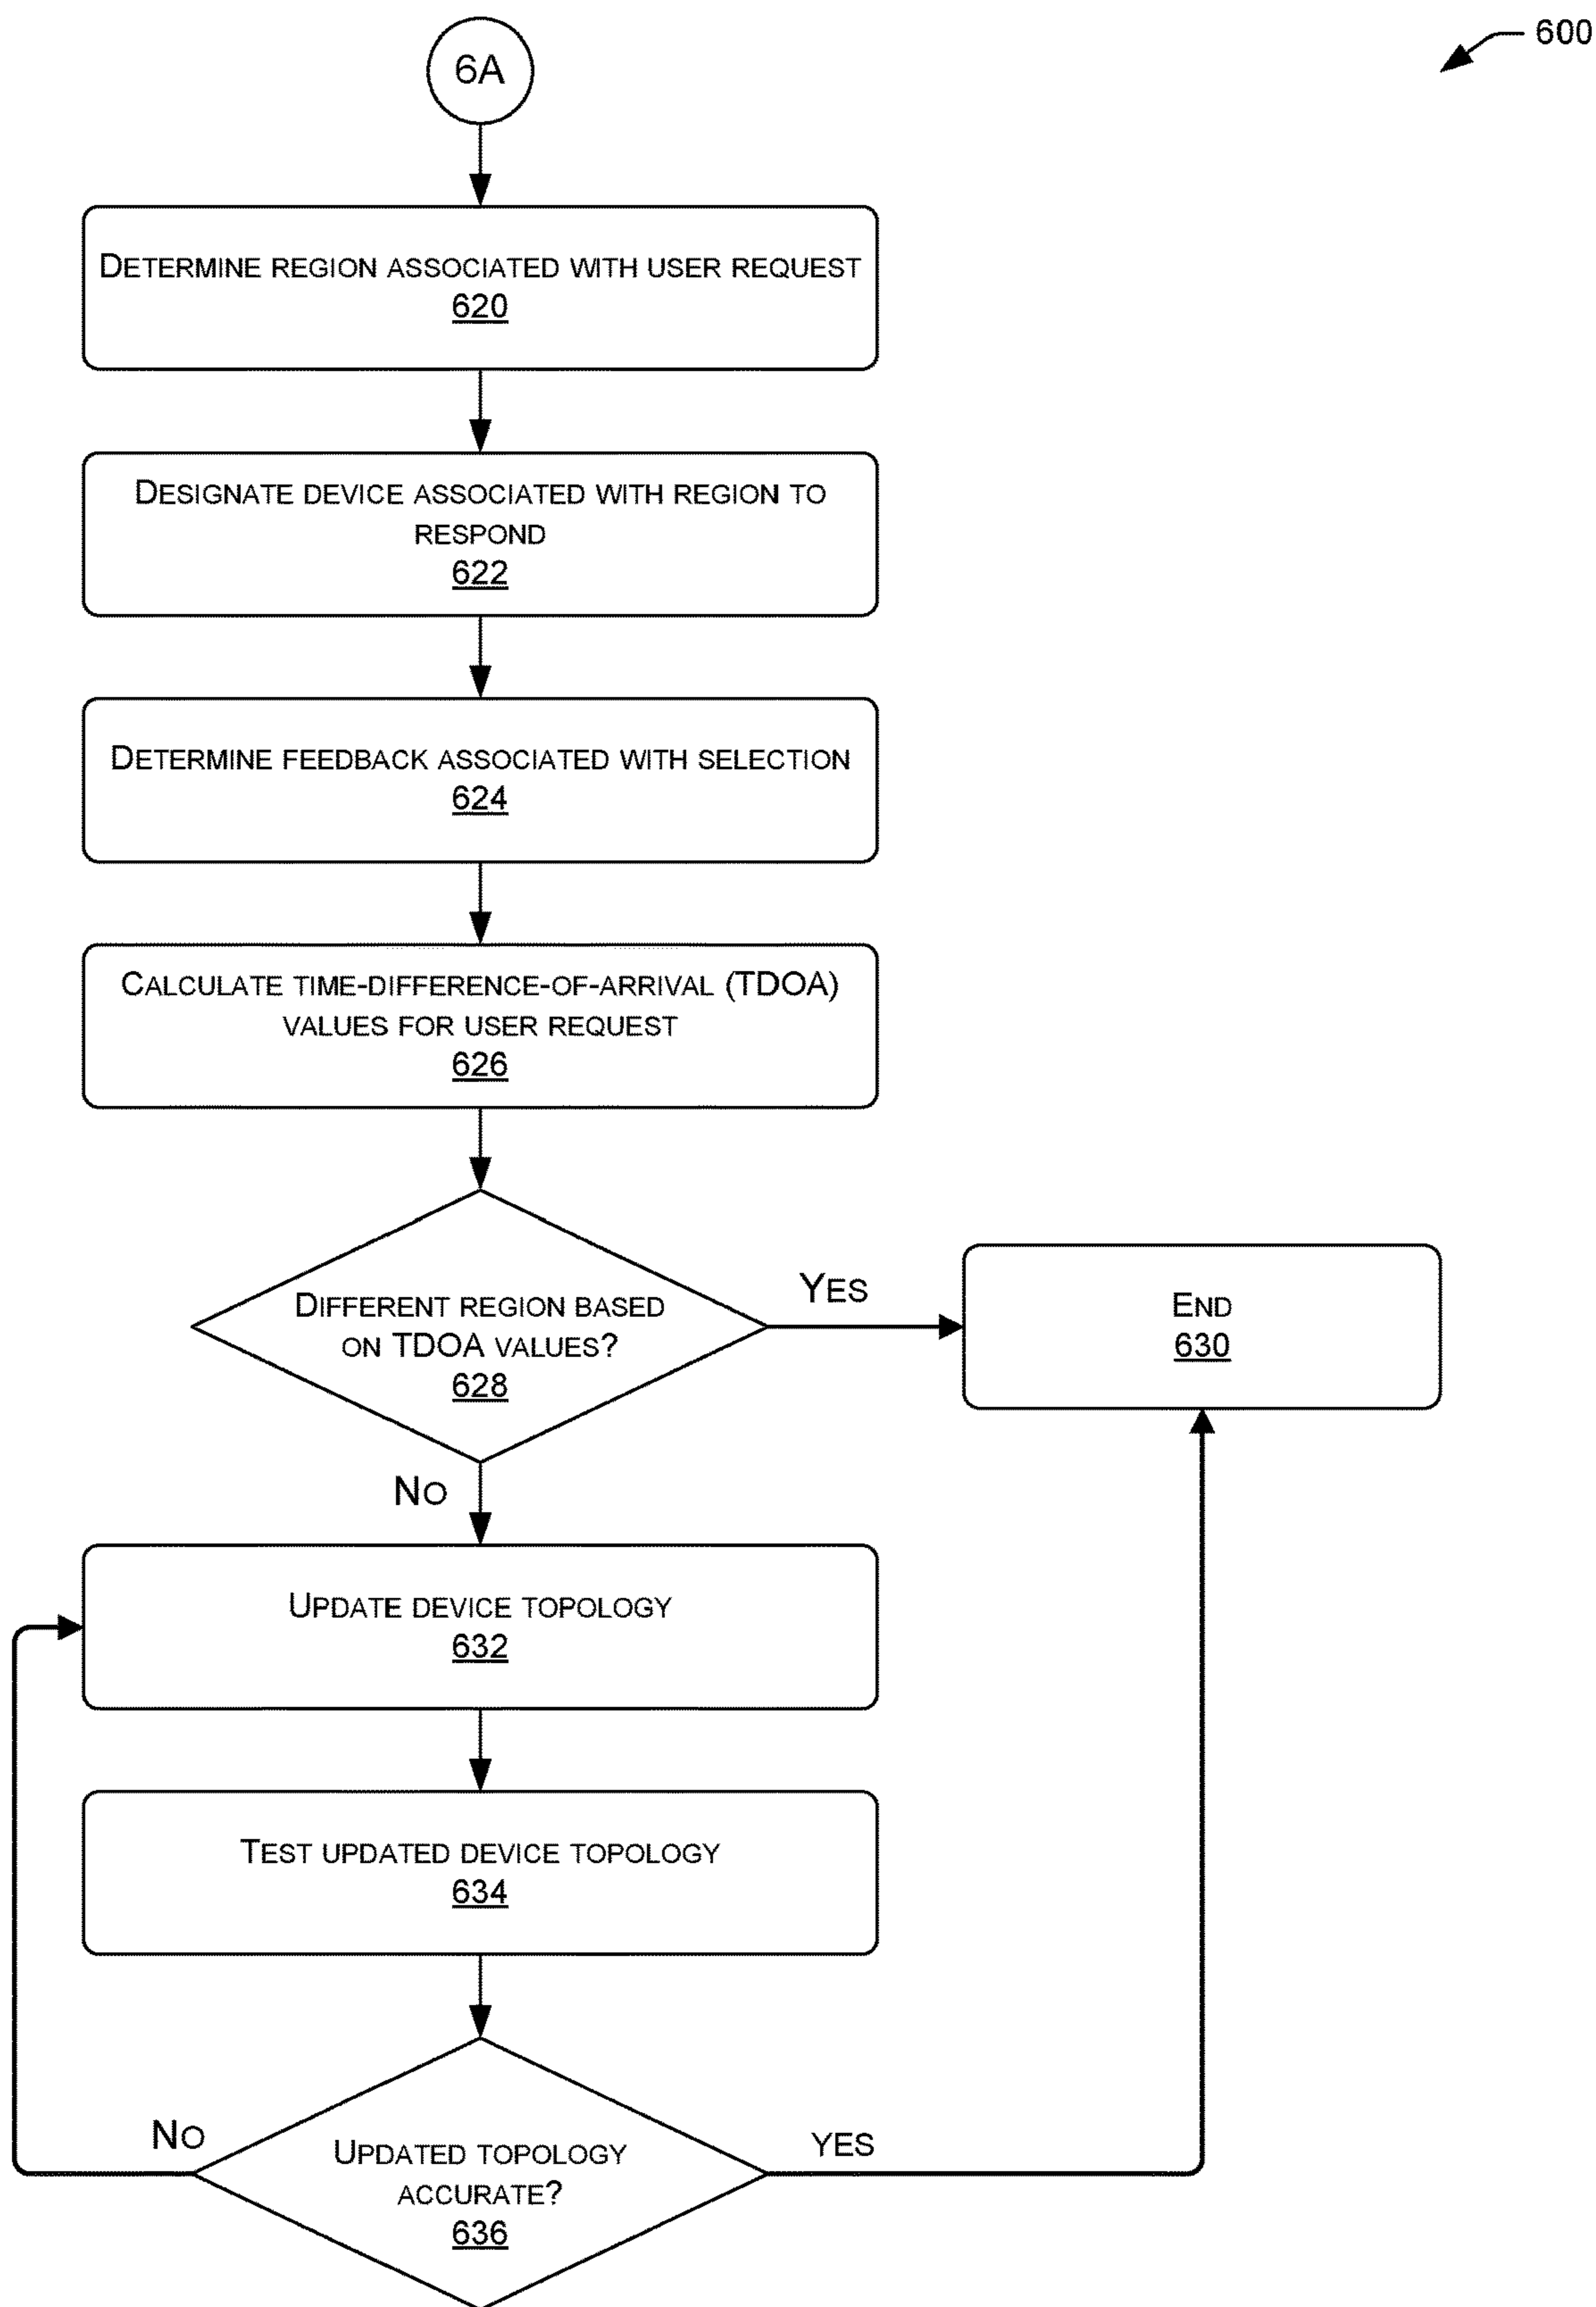 600
6A
Determine region associated with user request
620
Designate device associated with region to
respond
622
Determine feedback associated with selection
624
Calculate time-difference-of-arrival (TDOA)
values for user request
626
Different region based
on TDOA values?
628
Yes
End
630
No
Update device topology
632
Test updated device topology
634
Updated topology
accurate?
636
No
yes